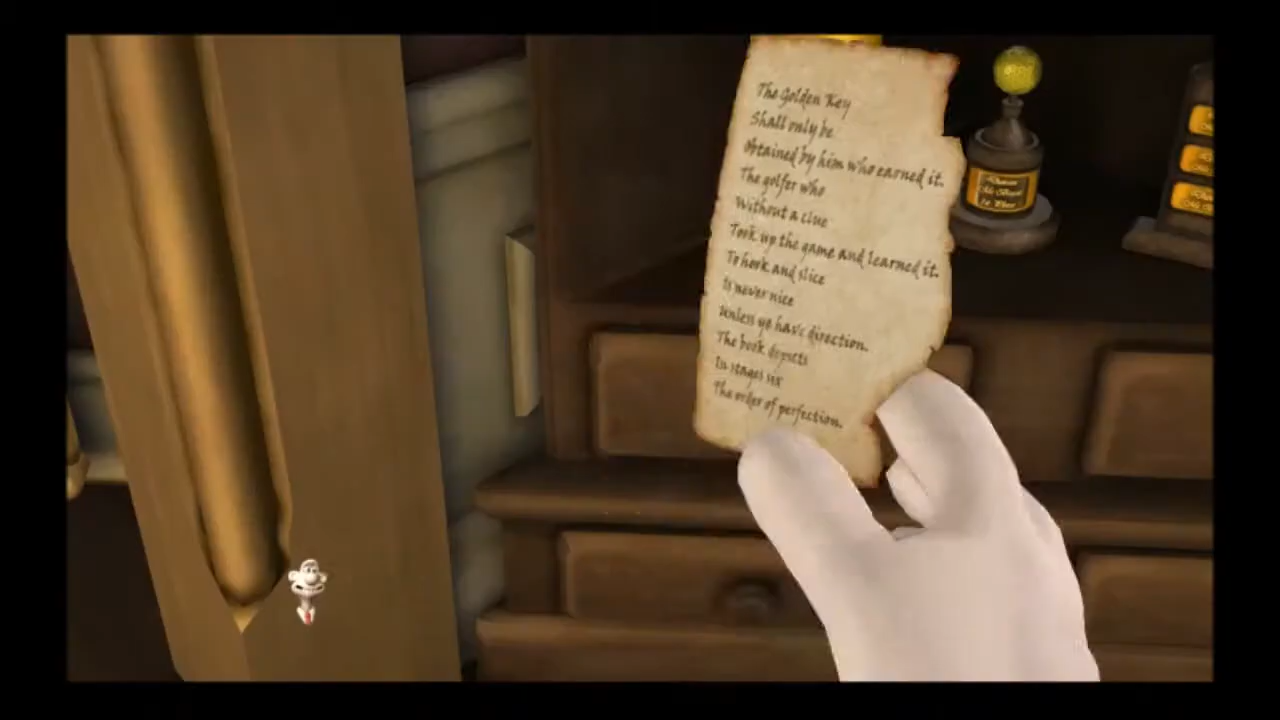 The Golden Key
Shall only be
obtained by him who earned it.
The golfer who
Without a clue
Took up the game and learned it.
To hook and slice
Is never nice
Unless ye have direction.
The book depicts
In stages six
The order of perfection.